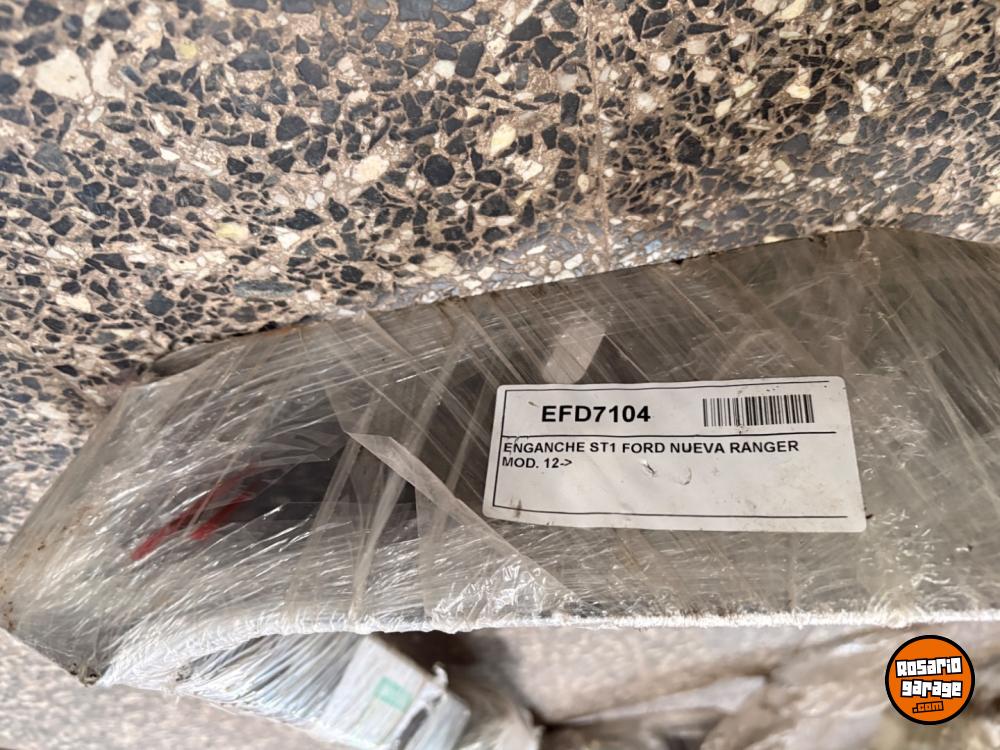 EFD7104
ENGANCHE ST1 FORD NUEVA RANGER
MOD. 12->
Rosario
garage
.com